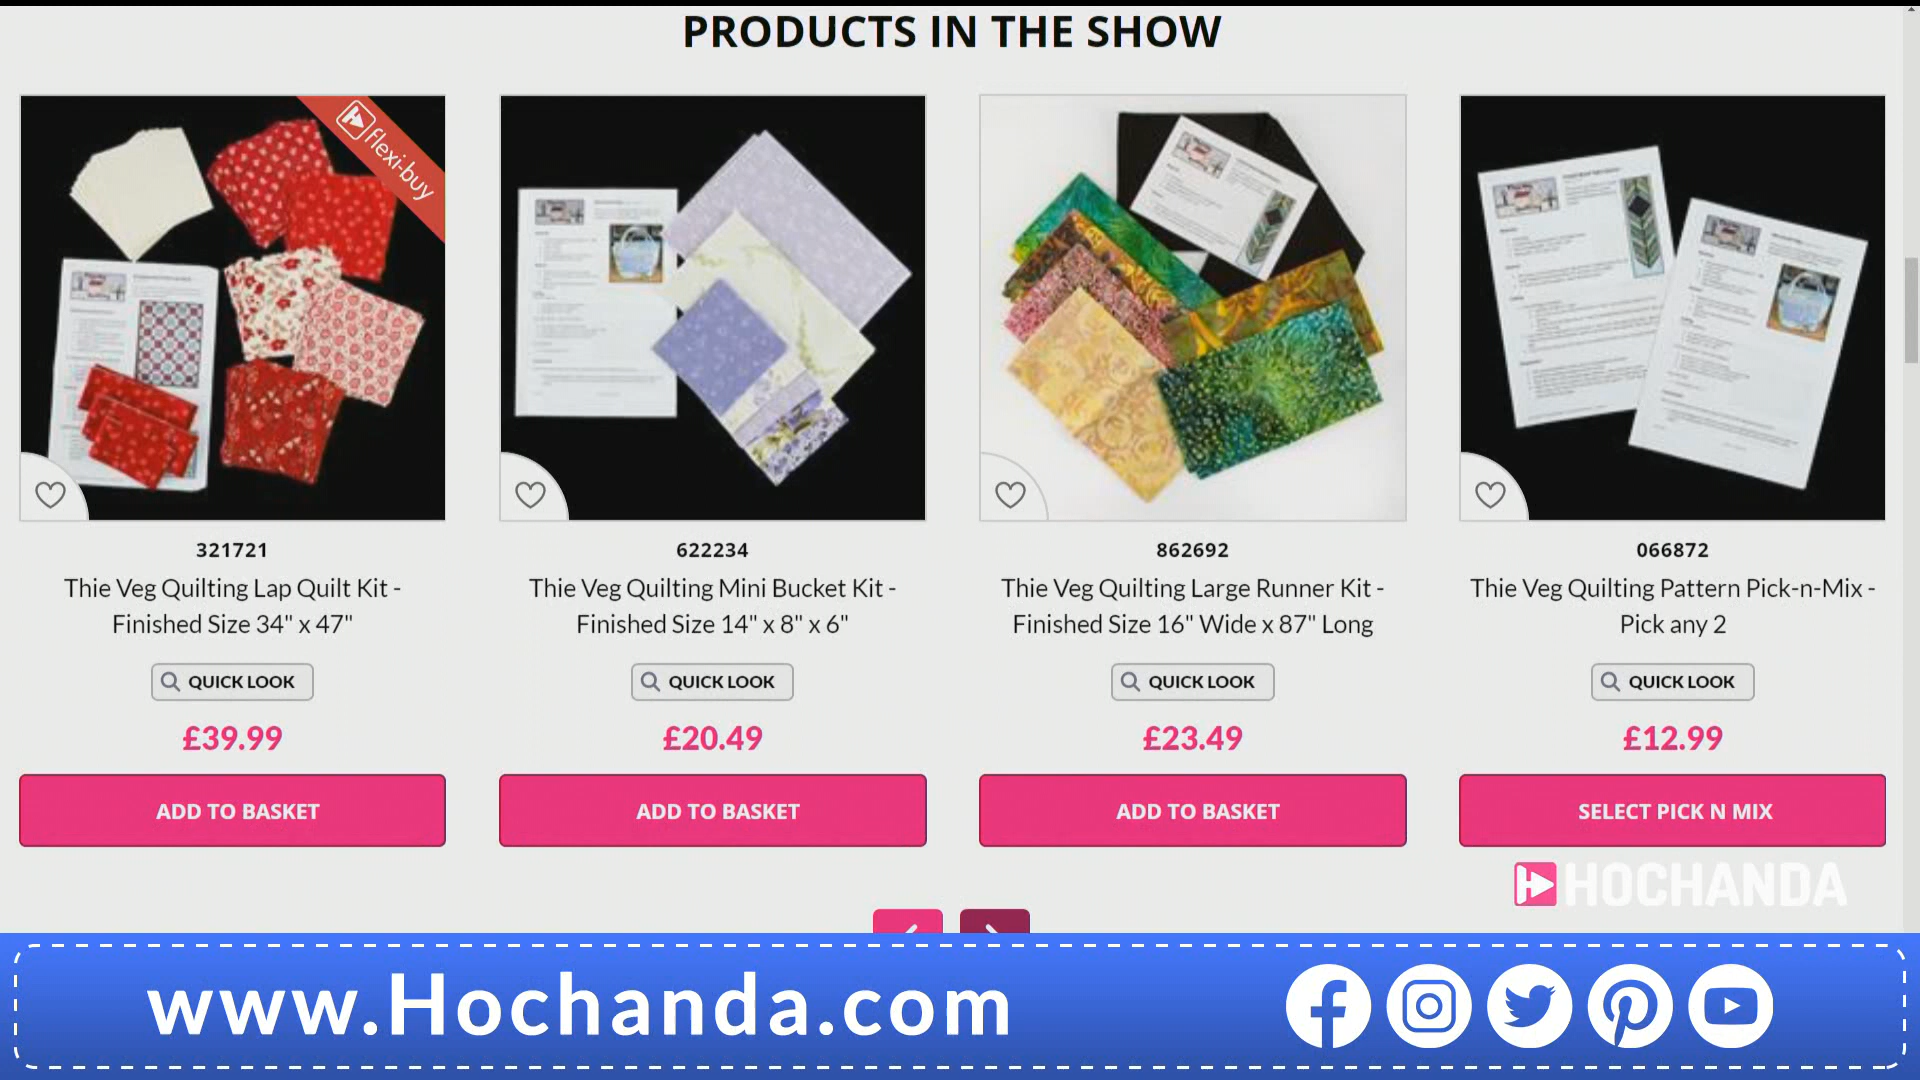 PRODUCTS IN THE SHOW
flexi-buy
321721
Thie Veg Quilting Lap Quilt Kit -
Finished Size 34" x 47"
QUICK LOOK
£39.99
ADD TO BASKET
622234
Thie Veg Quilting Mini Bucket Kit -
Finished Size 14" x 8" x 6"
QUICK LOOK
£20.49
ADD TO BASKET
862692
Thie Veg Quilting Large Runner Kit -
Finished Size 16" Wide x 87" Long
QUICK LOOK
£23.49
ADD TO BASKET
066872
Thie Veg Quilting Pattern Pick-n-Mix -
Pick any 2
QUICK LOOK
£12.99
SELECT PICK N MIX
HOCHANDA
www.Hochanda.com